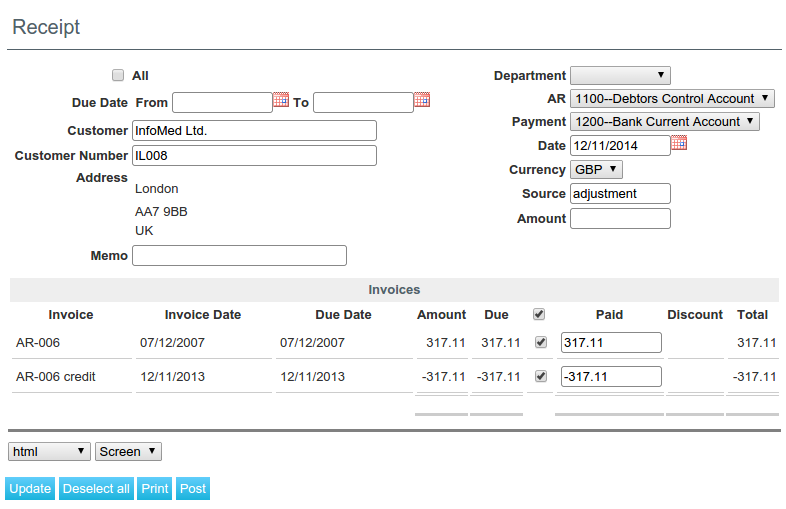 Receipt
All
Due Date From To
Customer InfoMed Ltd.
Customer Number IL008
Address
London
AA7 9BB
UK
Memo
Department
AR 1100--Debtors Control Account
Payment 1200--Bank Current Account
Date 12/11/2014
Currency GBP
Source adjustment
Amount
Invoices
Invoice Invoice Date Due Date Amount Due Paid Discount Total
AR-006 07/12/2007 07/12/2007 317.11 317.11 317.11 317.11
AR-006 credit 12/11/2013 12/11/2013 -317.11 -317.11 -317.11 -317.11
html Screen
Update Deselect all Print Post